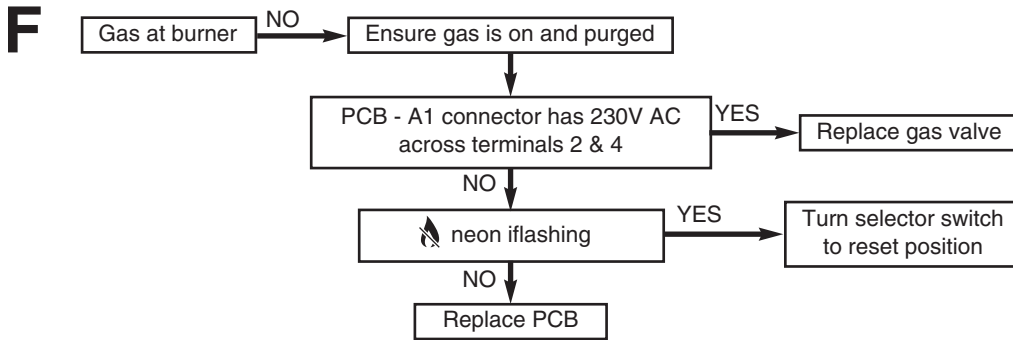 F
Gas at burner
NO
Ensure gas is on and purged
PCB - A1 connector has 230V AC
across terminals 2 & 4
YES
Replace gas valve
NO
neon iflashing
YES
Turn selector switch
to reset position
NO
Replace PCB